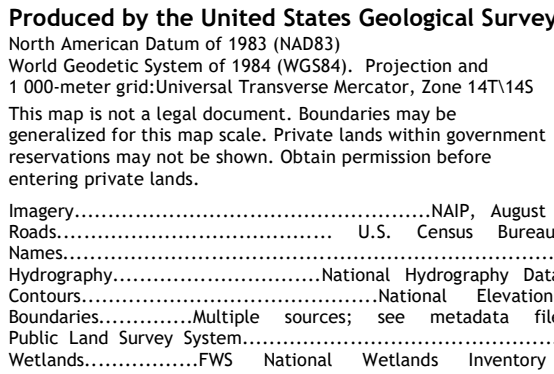 Produced by the United States Geological Survey
North American Datum of 1983 (NAD83)
World Geodetic System of 1984 (WGS84). Projection and
1 000-meter grid:Universal Transverse Mercator, Zone 14T\14S
This map is not a legal document. Boundaries may be
generalized for this map scale. Private lands within government
reservations may not be shown. Obtain permission before
entering private lands.
Imagery.....................................................NAIP, August
Roads......................................... U.S. Census Bureau
Names.........................................................................
Hydrography...............................National Hydrography Data
Contours............................................National Elevation
Boundaries..............Multiple sources; see metadata file
Public Land Survey System...............................................
Wetlands.................FWS National Wetlands Inventory